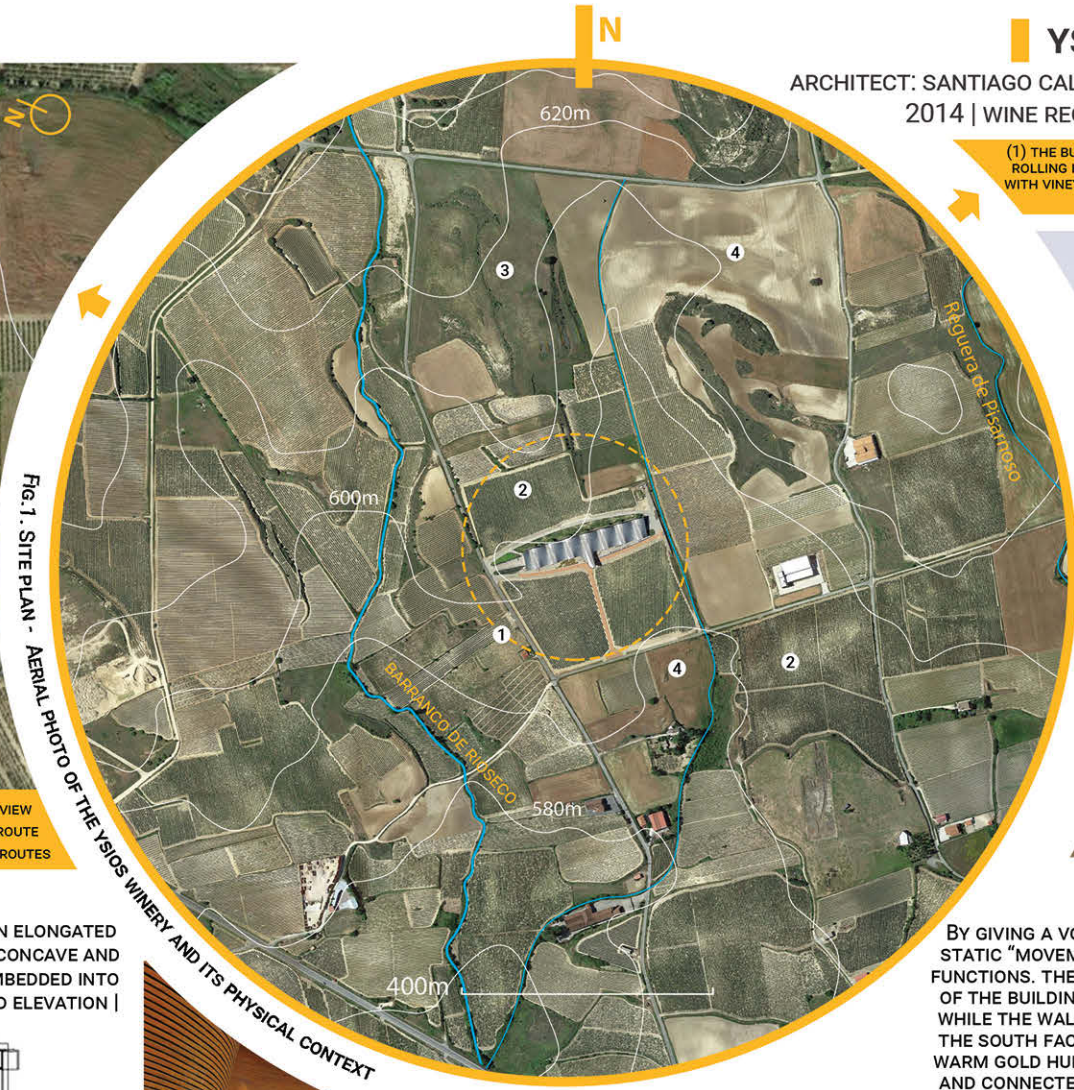 N
YS
ARCHITECT: SANTIAGO CAL
2014 | WINE RE
(1) THE BU
ROLLING
WITH VINE
N
620m
3
4
Reguera de Pisarnoso
600m
2
1
4
2
BARRANCO DE RIOSECO
580m
400m
FIG.1. SITE PLAN - AERIAL PHOTO OF THE YSIOS WINERY AND ITS PHYSICAL CONTEXT
VIEW
ROUTE
ROUTES
N ELONGATED
CONCAVE AND
MBEDDED INTO
D ELEVATION |
BY GIVING A VO
STATIC "MOVEM
FUNCTIONS. THE
OF THE BUILDIN
WHILE THE WAL
THE SOUTH FAC
WARM GOLD HU
AND CONNECTE